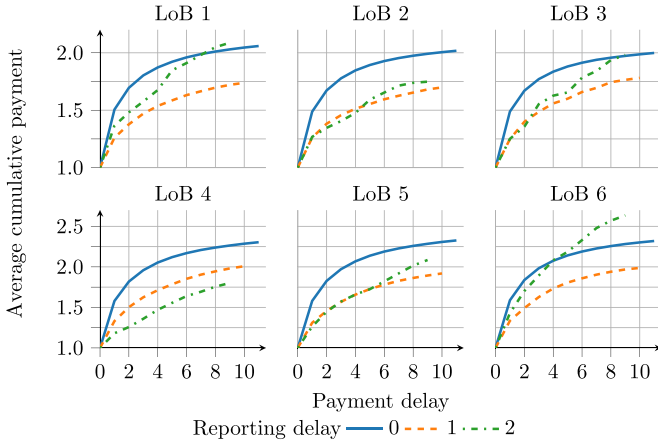 LoB 1 LoB 2 LoB 3
2.0
1.5
1.0
Average cumulative payment
LoB 4 LoB 5 LoB 6
2.5
2.0
1.5
1.0
0 2 4 6 8 10 0 2 4 6 8 10 0 2 4 6 8 10
Payment delay
Reporting delay 0 1 2